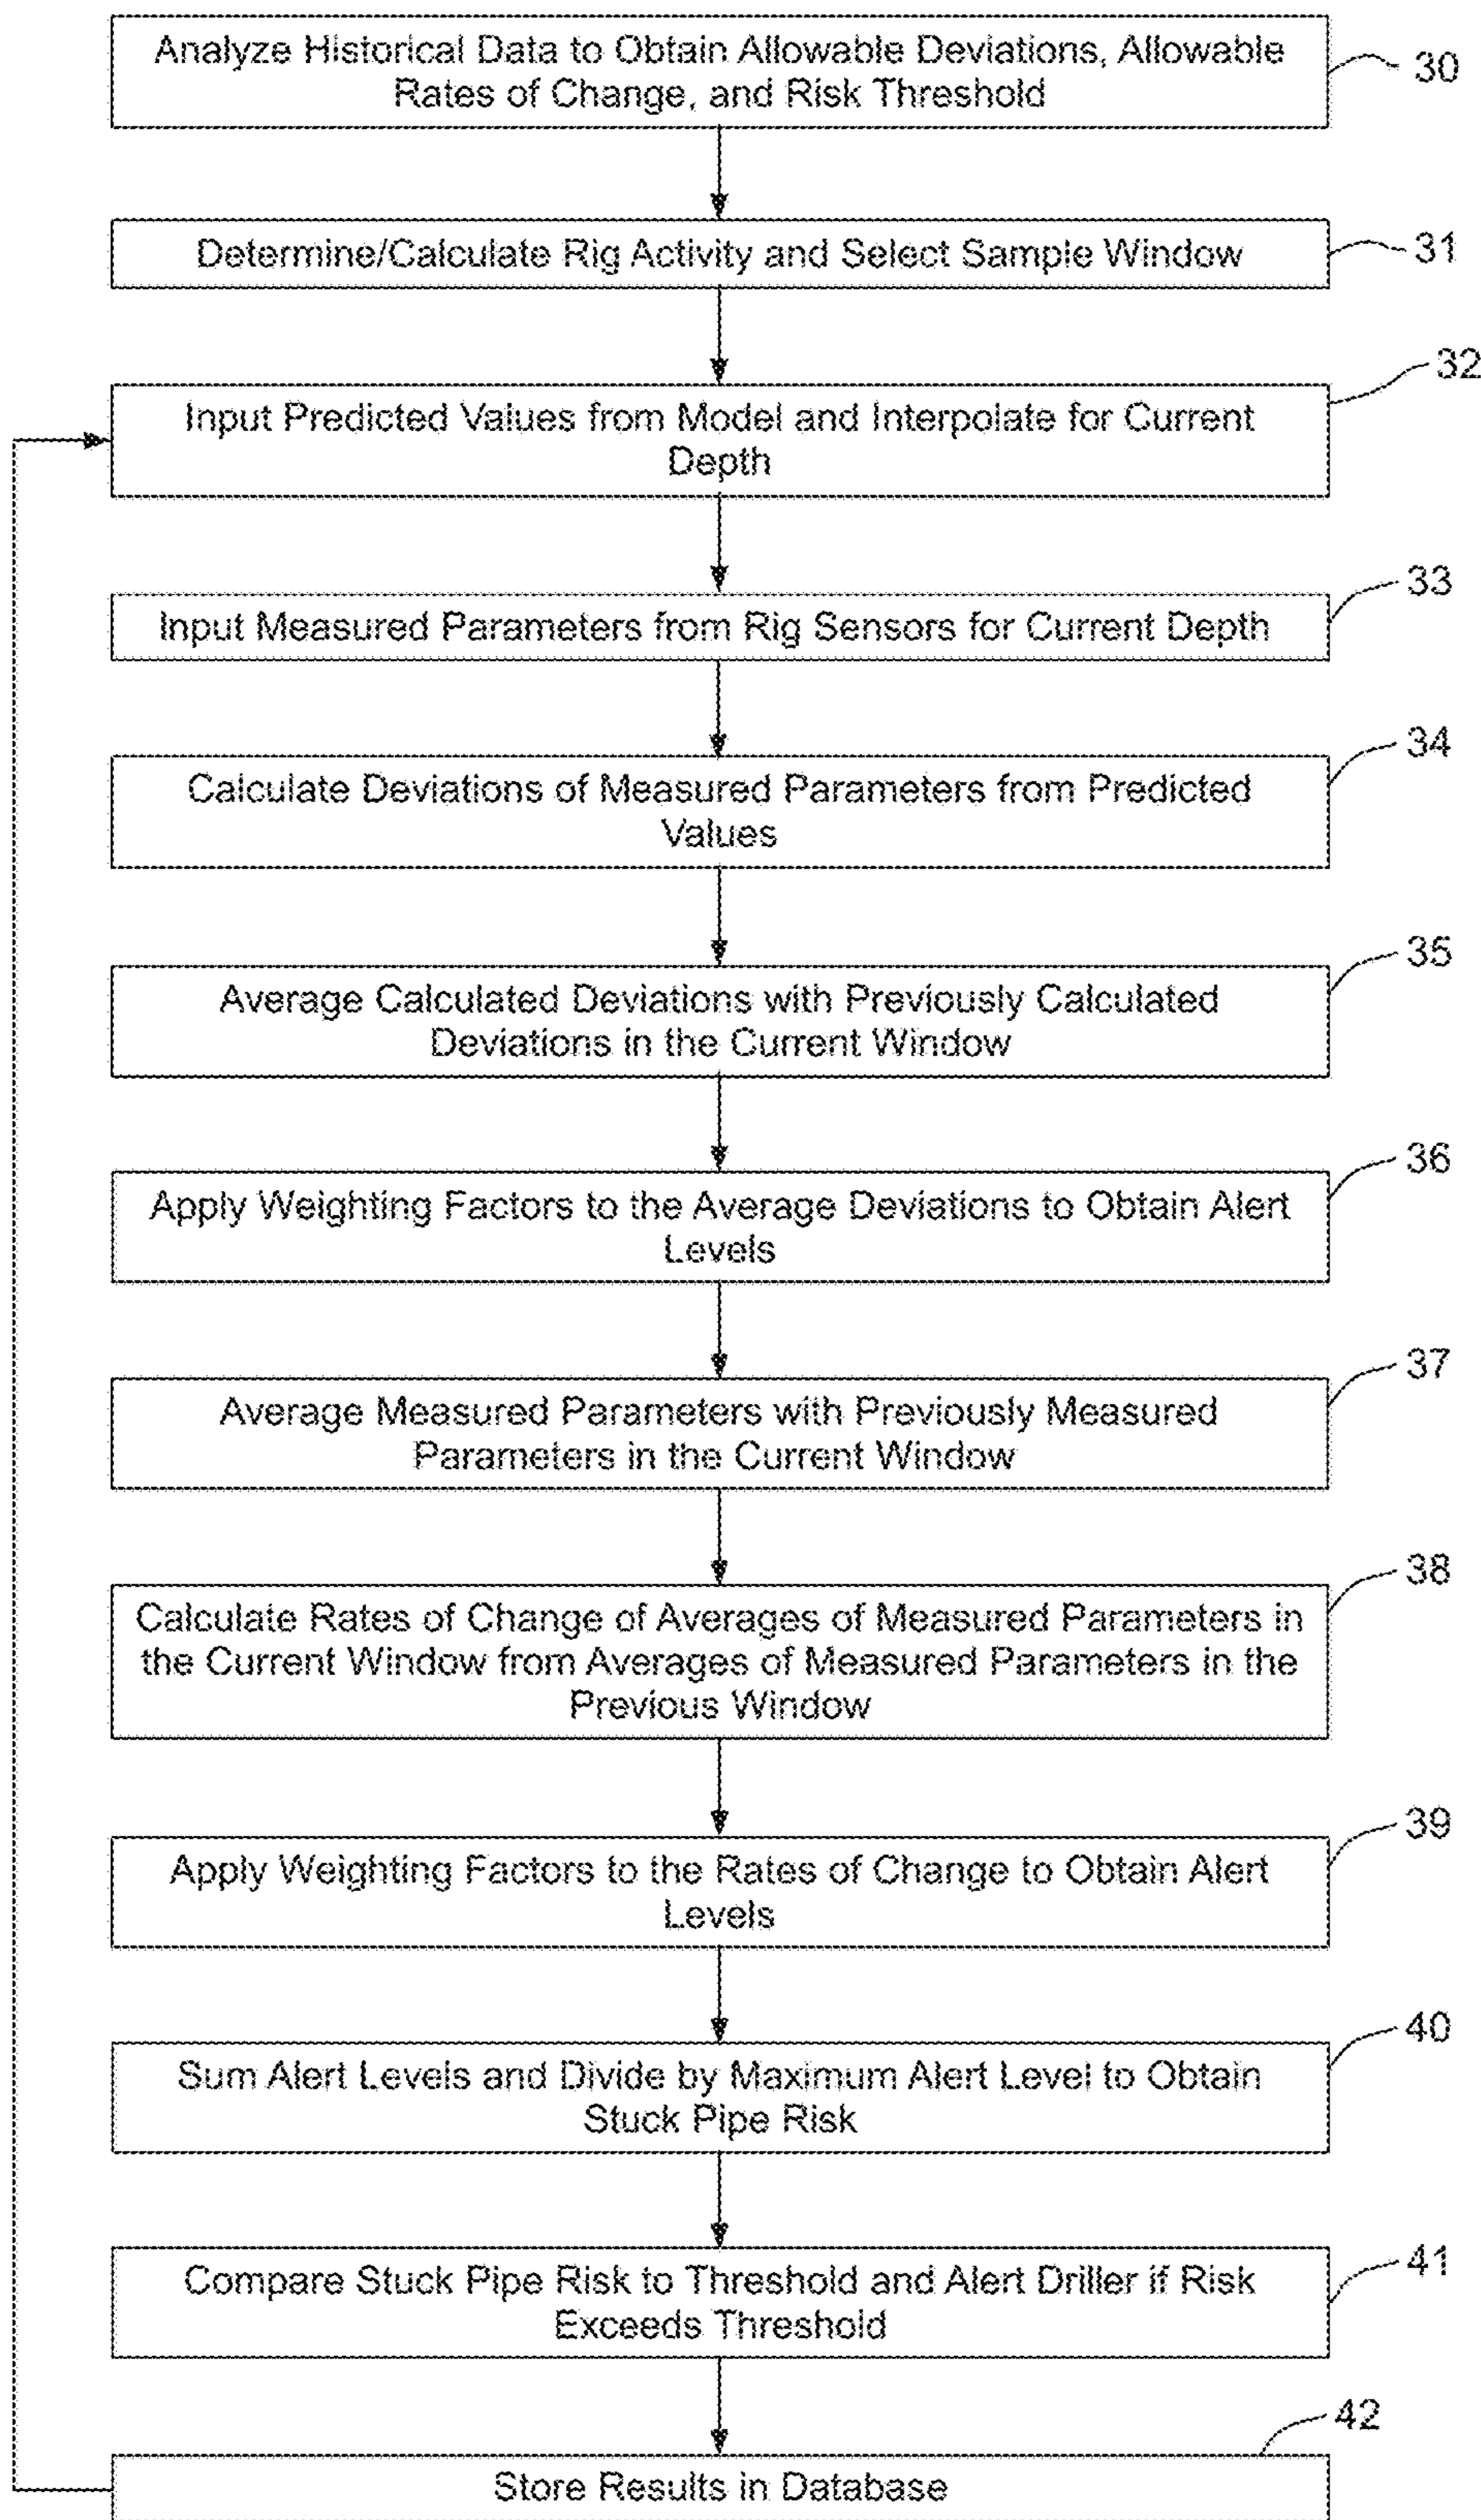 Analyze Historical Data to Obtain Allowable Deviations, Allowable
Rates of Change, and Risk Threshold
30
Determine/Calculate Rig Activity and Select Sample Window
31
32
Input Predicted Values from Model and Interpolate for Current
Depth
33
Input Measured Parameters from Rig Sensors for Current Depth
34
Calculate Deviations of Measured Parameters from Predicted
Values
35
Average Calculated Deviations with Previously Calculated
Deviations in the Current Window
36
Apply Weighting Factors to the Average Deviations to Obtain Alert
Levels
37
Average Measured Parameters with Previously Measured
Parameters in the Current Window
38
Calculate Rates of Change of Averages of Measured Parameters in
the Current Window from Averages of Measured Parameters in the
Previous Window
39
Apply Weighting Factors to the Rates of Change to Obtain Alert
Levels
40
Sum Alert Levels and Divide by Maximum Alert Level to Obtain
Stuck Pipe Risk
41
Compare Stuck Pipe Risk to Threshold and Alert Driller if Risk
Exceeds Threshold
42
Store Results in Database